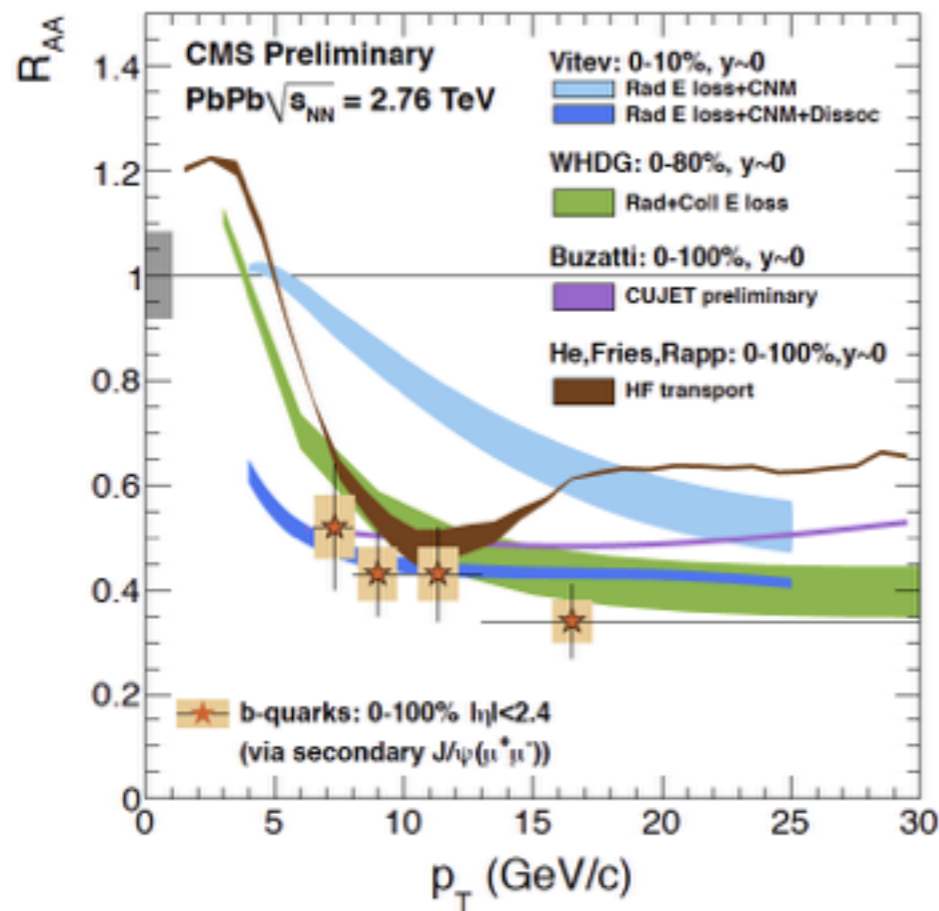 R_AA
CMS Preliminary
PbPb √s_NN = 2.76 TeV
Vitev: 0-10%, y~0
Rad E loss+CNM
Rad E loss+CNM+Dissoc
WHDG: 0-80%, y~0
Rad+Coll E loss
Buzatti: 0-100%, y~0
CUJET preliminary
He,Fries,Rapp: 0-100%,y~0
HF transport
b-quarks: 0-100% |η|<2.4
(via secondary J/ψ(μ⁺μ⁻))
1.4
1.2
1
0.8
0.6
0.4
0.2
0
0 5 10 15 20 25 30
p_T (GeV/c)